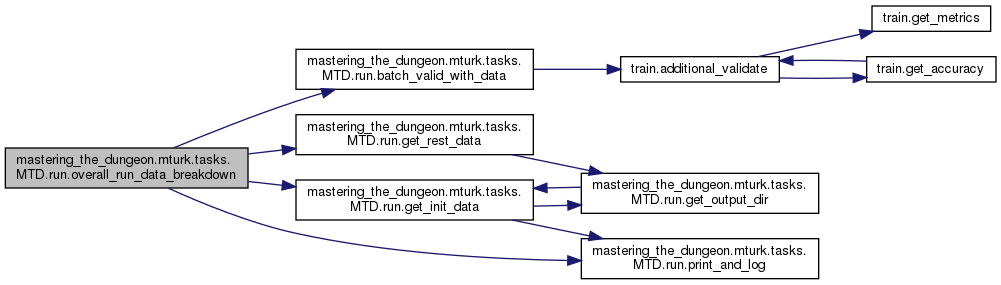 mastering_the_dungeon.mturk.tasks.
MTD.run.overall_run_data_breakdown
mastering_the_dungeon.mturk.tasks.
MTD.run.batch_valid_with_data
mastering_the_dungeon.mturk.tasks.
MTD.run.get_rest_data
mastering_the_dungeon.mturk.tasks.
MTD.run.get_init_data
train.additional_validate
mastering_the_dungeon.mturk.tasks.
MTD.run.get_output_dir
mastering_the_dungeon.mturk.tasks.
MTD.run.print_and_log
train.get_metrics
train.get_accuracy